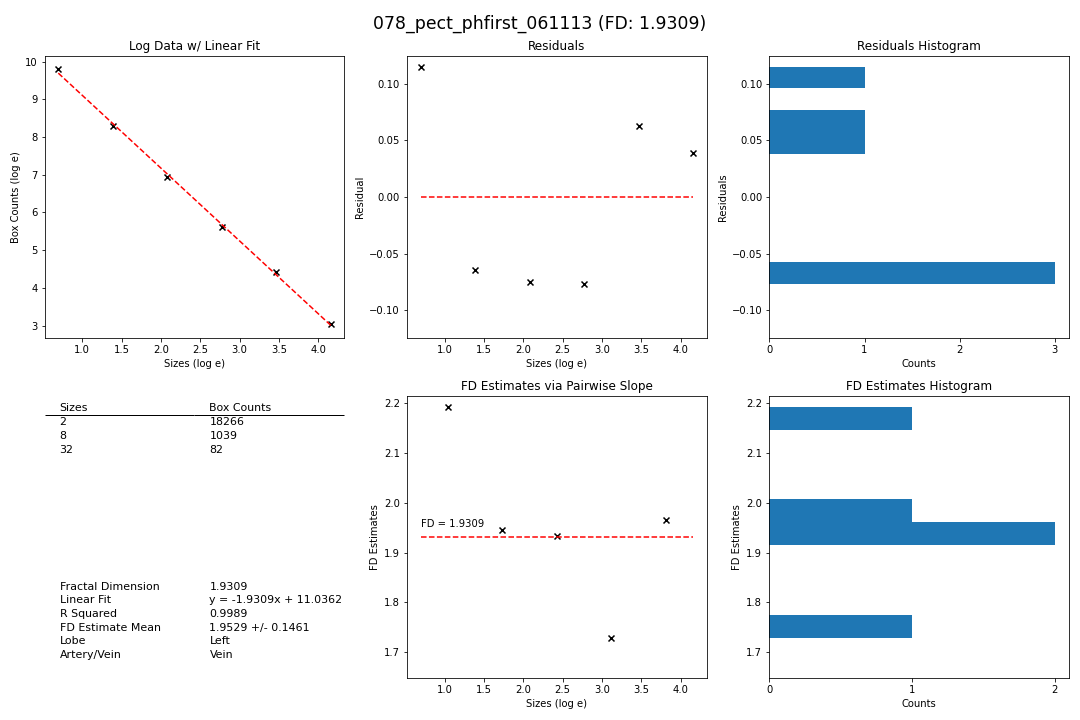 078_pect_phfirst_061113 (FD: 1.9309)
Log Data w/ Linear Fit
Box Counts (log e)
10
9
8
7
6
5
4
3
1.0 1.5 2.0 2.5 3.0 3.5 4.0
Sizes (log e)
Residuals
Residual
0.10
0.05
0.00
−0.05
−0.10
1.0 1.5 2.0 2.5 3.0 3.5 4.0
Sizes (log e)
Residuals Histogram
Residuals
0.10
0.05
0.00
−0.05
−0.10
0 1 2 3
Counts
Sizes Box Counts
2 18266
8 1039
32 82
Fractal Dimension 1.9309
Linear Fit y = -1.9309x + 11.0362
R Squared 0.9989
FD Estimate Mean 1.9529 +/- 0.1461
Lobe Left
Artery/Vein Vein
FD Estimates via Pairwise Slope
FD Estimates
2.2
2.1
2.0
1.9
1.8
1.7
FD = 1.9309
1.0 1.5 2.0 2.5 3.0 3.5 4.0
Sizes (log e)
FD Estimates Histogram
FD Estimates
2.2
2.1
2.0
1.9
1.8
1.7
0 1 2
Counts